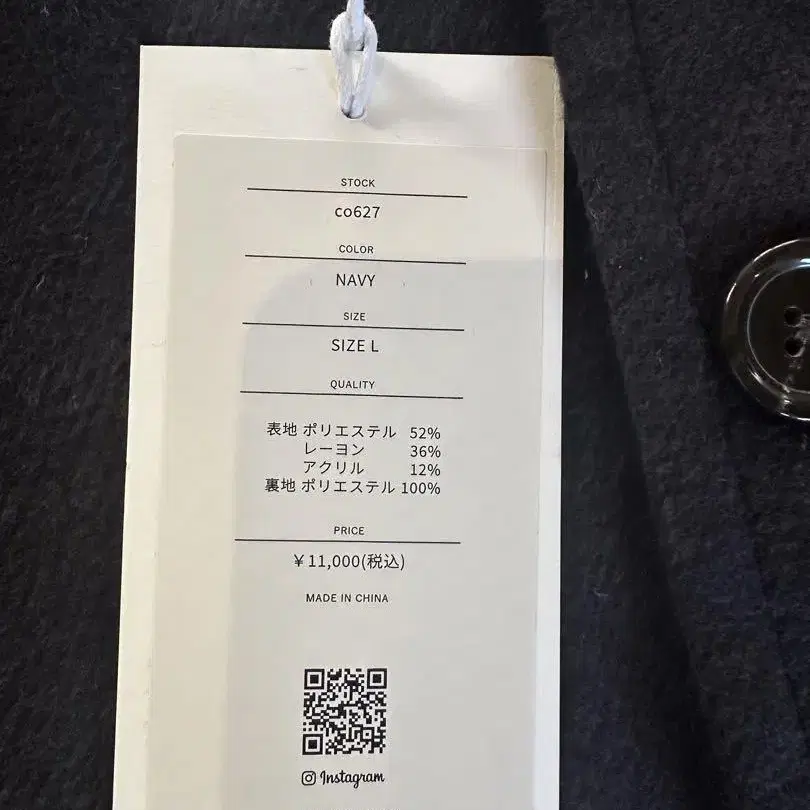 STOCK
co627
COLOR
NAVY
SIZE
SIZE L
QUALITY
表地 ポリエステル 52%
レーヨン 36%
アクリル 12%
裏地 ポリエステル 100%
PRICE
￥11,000(税込)
MADE IN CHINA
Instagram